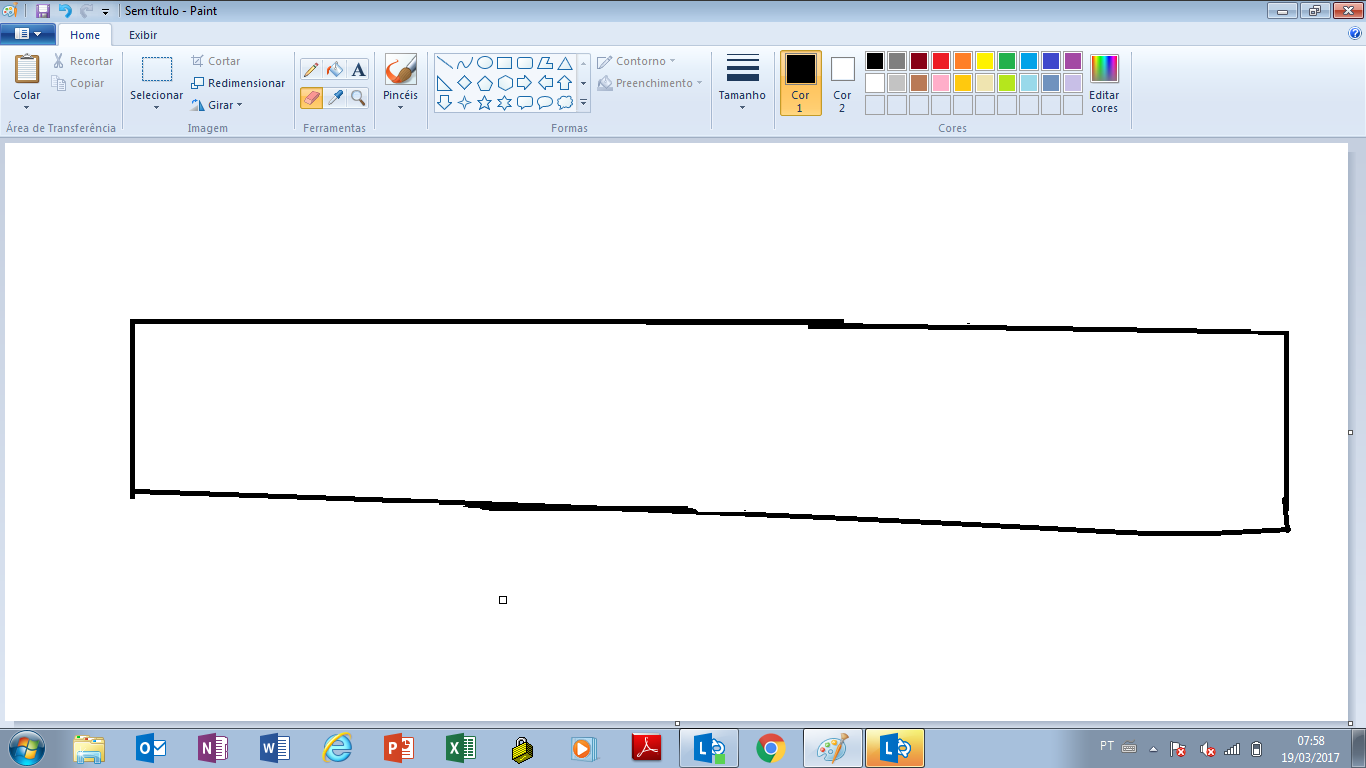 Sem título - Paint
Home Exibir
Colar
Recortar
Copiar
Área de Transferência
Selecionar
Cortar
Redimensionar
Girar
Imagem
A
Ferramentas
Pincéis
Contorno
Preenchimento
Formas
Tamanho
Cor
1
Cor
2
Editar
cores
Cores
PT
07:58
19/03/2017